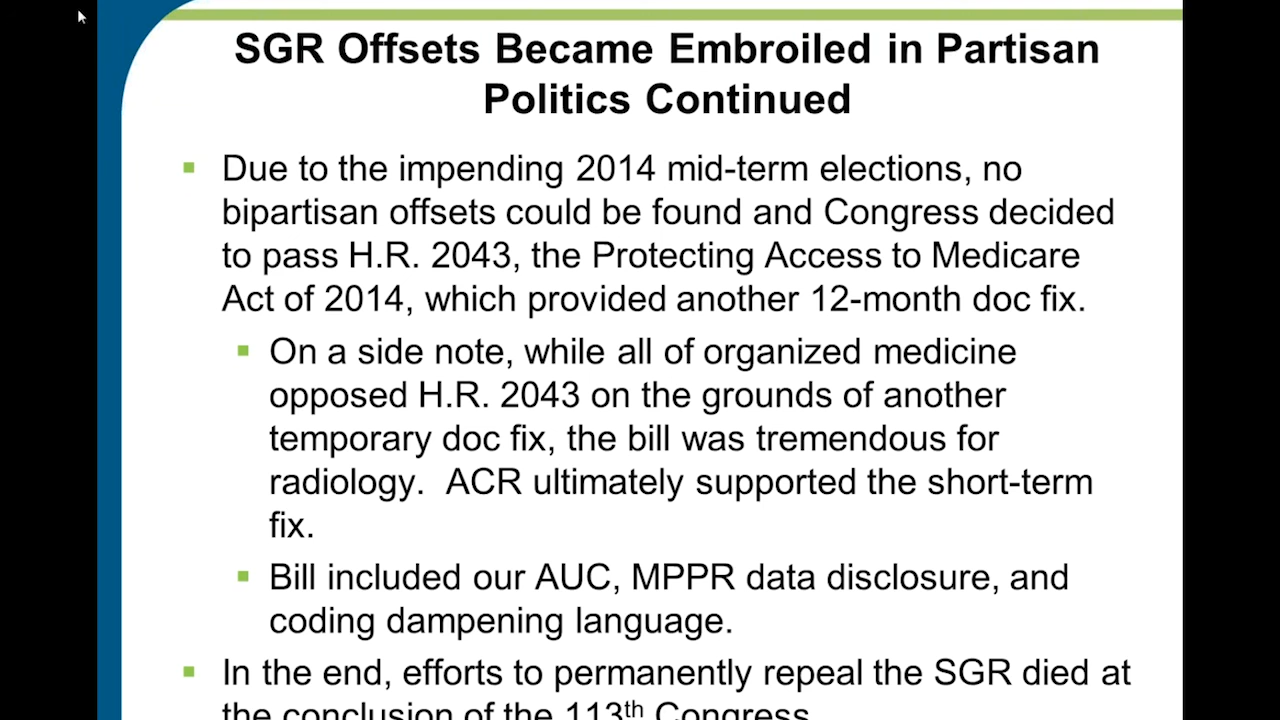 SGR Offsets Became Embroiled in Partisan
Politics Continued
Due to the impending 2014 mid-term elections, no
bipartisan offsets could be found and Congress decided
to pass H.R. 2043, the Protecting Access to Medicare
Act of 2014, which provided another 12-month doc fix.
On a side note, while all of organized medicine
opposed H.R. 2043 on the grounds of another
temporary doc fix, the bill was tremendous for
radiology.  ACR ultimately supported the short-term
fix.
Bill included our AUC, MPPR data disclosure, and
coding dampening language.
In the end, efforts to permanently repeal the SGR died at
the conclusion of the 113th Congress